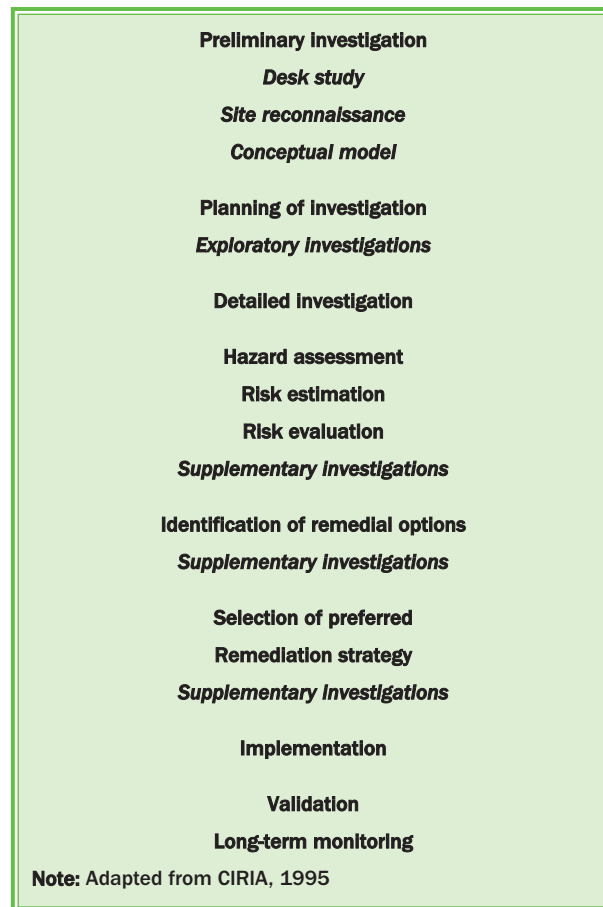 Preliminary investigation
Desk study
Site reconnaissance
Conceptual model
Planning of investigation
Exploratory investigations
Detailed investigation
Hazard assessment
Risk estimation
Risk evaluation
Supplementary investigations
Identification of remedial options
Supplementary investigations
Selection of preferred
Remediation strategy
Supplementary investigations
Implementation
Validation
Long-term monitoring
Note: Adapted from CIRIA, 1995